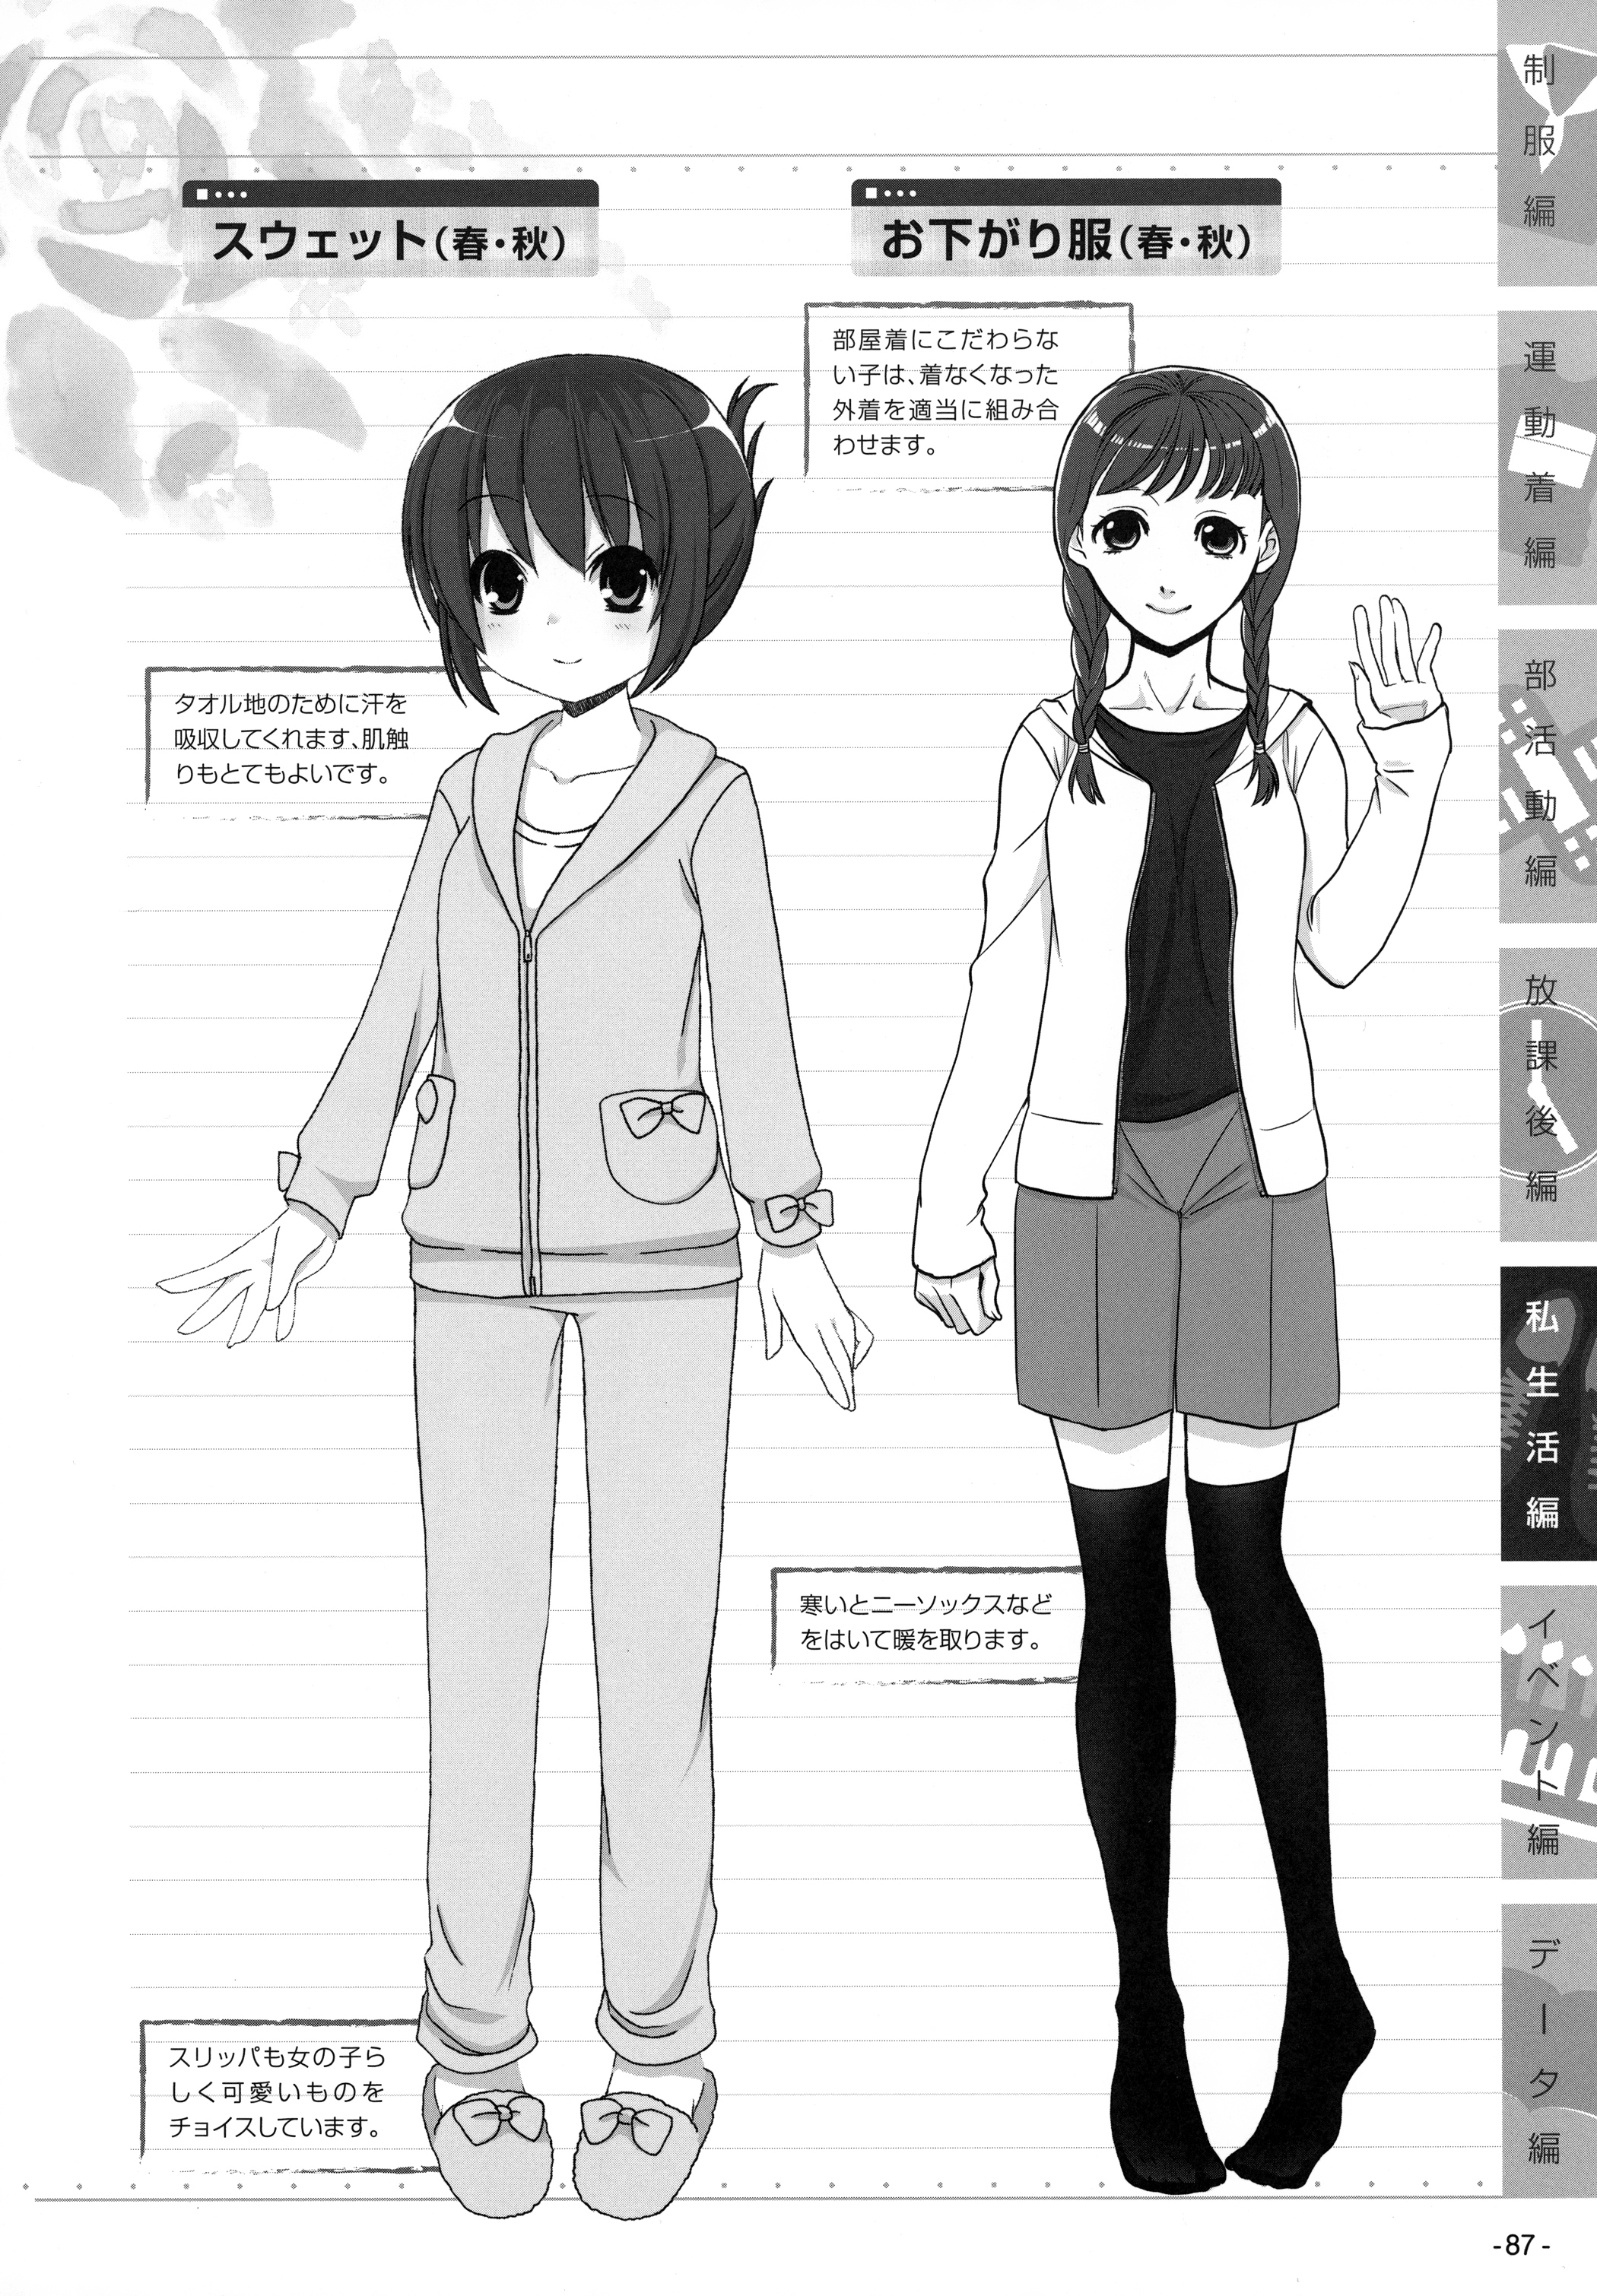 スウェット（春・秋）
タオル地のために汗を
吸収してくれます、肌触
りもとてもよいです。
スリッパも女の子ら
しく可愛いものを
チョイスしています。
お下がり服（春・秋）
部屋着にこだわらな
い子は、着なくなった
外着を適当に組み合
わせます。
寒いとニーソックスなど
をはいて暖を取ります。
制服編
運動着編
部活動編
放課後編
私生活編
イベント編
データ編
-87-